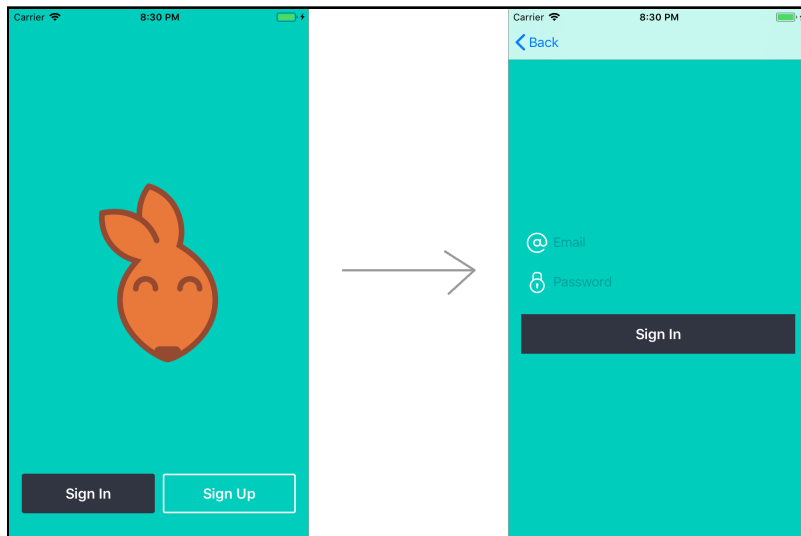 Carrier 8:30 PM
Sign In
Sign Up
Carrier 8:30 PM
Back
@ Email
Password
Sign In